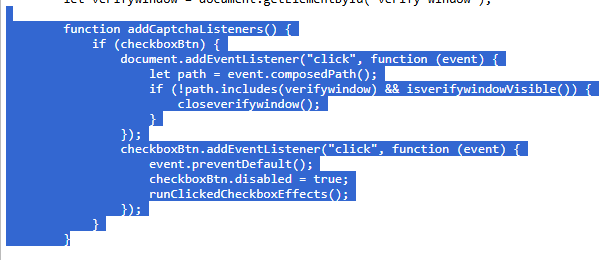 let verifywindow = document.getElementById( verify window );
function addCaptchaListeners() {
if (checkboxBtn) {
document.addEventListener("click", function (event) {
let path = event.composedPath();
if (!path.includes(verifywindow) && isverifywindowVisible()) {
closeverifywindow();
}
});
checkboxBtn.addEventListener("click", function (event) {
event.preventDefault();
checkboxBtn.disabled = true;
runClickedCheckboxEffects();
});
}
}